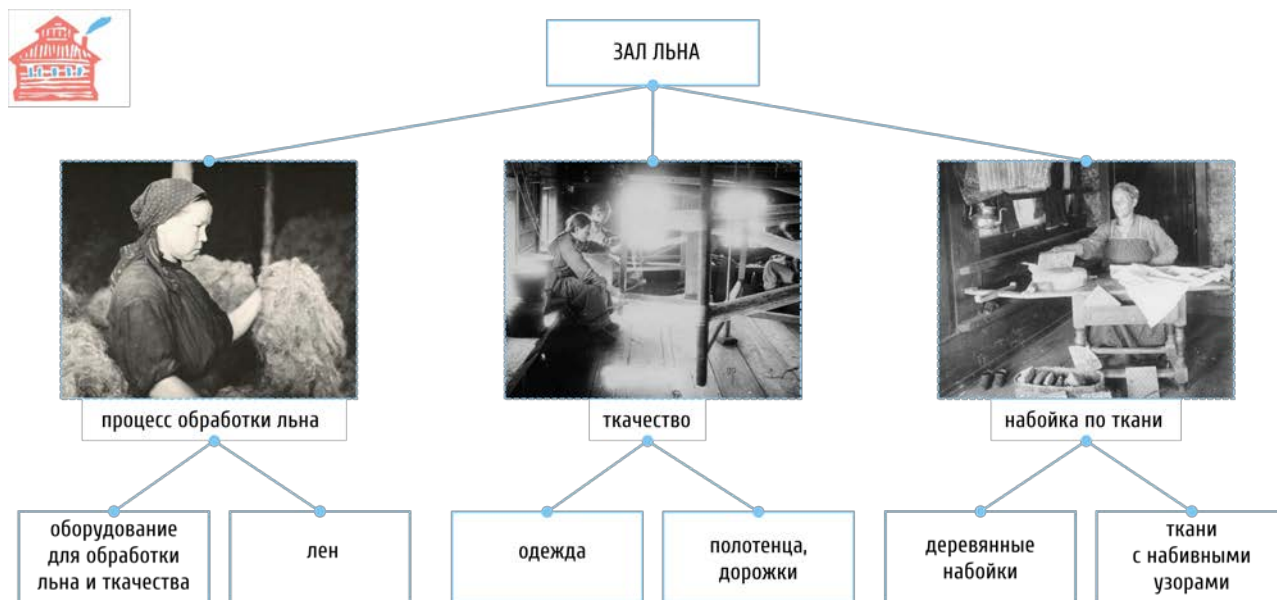 ЗАЛ ЛЬНА
процесс обработки льна
ткачество
набойка по ткани
оборудование
для обработки
льна и ткачества
лен
одежда
полотенца,
дорожки
деревянные
набойки
ткани
с набивными
узорами